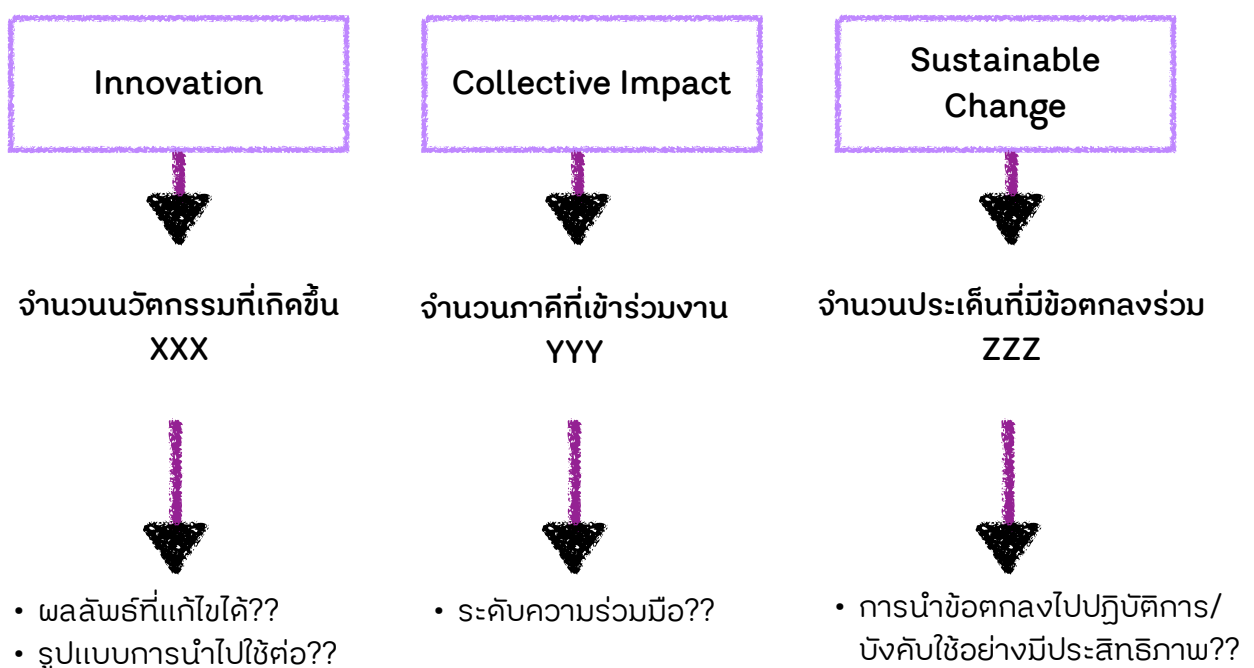 Innovation
จำนวนนวัตกรรมที่เกิดขึ้น
XXX
• ผลลัพธ์ที่แก้ไขได้??
• รูปแบบการนำไปใช้ต่อ??
Collective Impact
จำนวนภาคีที่เข้าร่วมงาน
YYY
• ระดับความร่วมมือ??
Sustainable
Change
จำนวนประเด็นที่มีข้อตกลงร่วม
ZZZ
• การนำข้อตกลงไปปฏิบัติการ/
บังคับใช้อย่างมีประสิทธิภาพ??